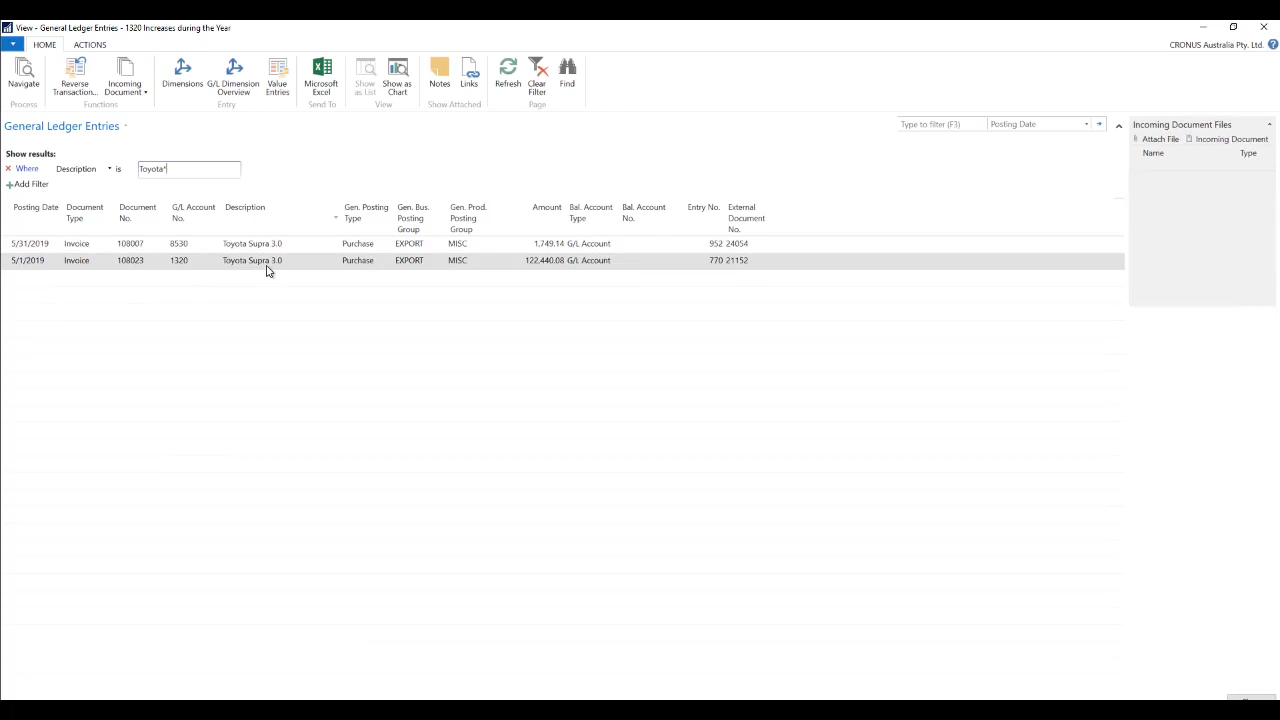 View - General Ledger Entries - 1320 Increases during the Year
HOME ACTIONS
CRONUS Australia Pty. Ltd.
Navigate
Reverse Transaction...
Incoming Document
Dimensions
G/L Dimension Overview
Value Entries
Microsoft Excel
Show as List
Show as Chart
Notes
Links
Refresh
Clear Filter
Find
Process Functions Entry Send To View Show Attached Page
General Ledger Entries
Type to filter (F3) Posting Date
Incoming Document Files
Attach File Incoming Document
Name Type
Show results:
Where Description is Toyota*
Add Filter
Posting Date
Document Type
Document No.
G/L Account No.
Description
Gen. Posting Type
Gen. Bus. Posting Group
Gen. Prod. Posting Group
Amount
Bal. Account Type
Bal. Account No.
Entry No.
External Document No.
5/31/2019 Invoice 108007 8530 Toyota Supra 3.0 Purchase EXPORT MISC 1,749.14 G/L Account 952 24054
5/1/2019 Invoice 108023 1320 Toyota Supra 3.0 Purchase EXPORT MISC 122,440.08 G/L Account 770 21152